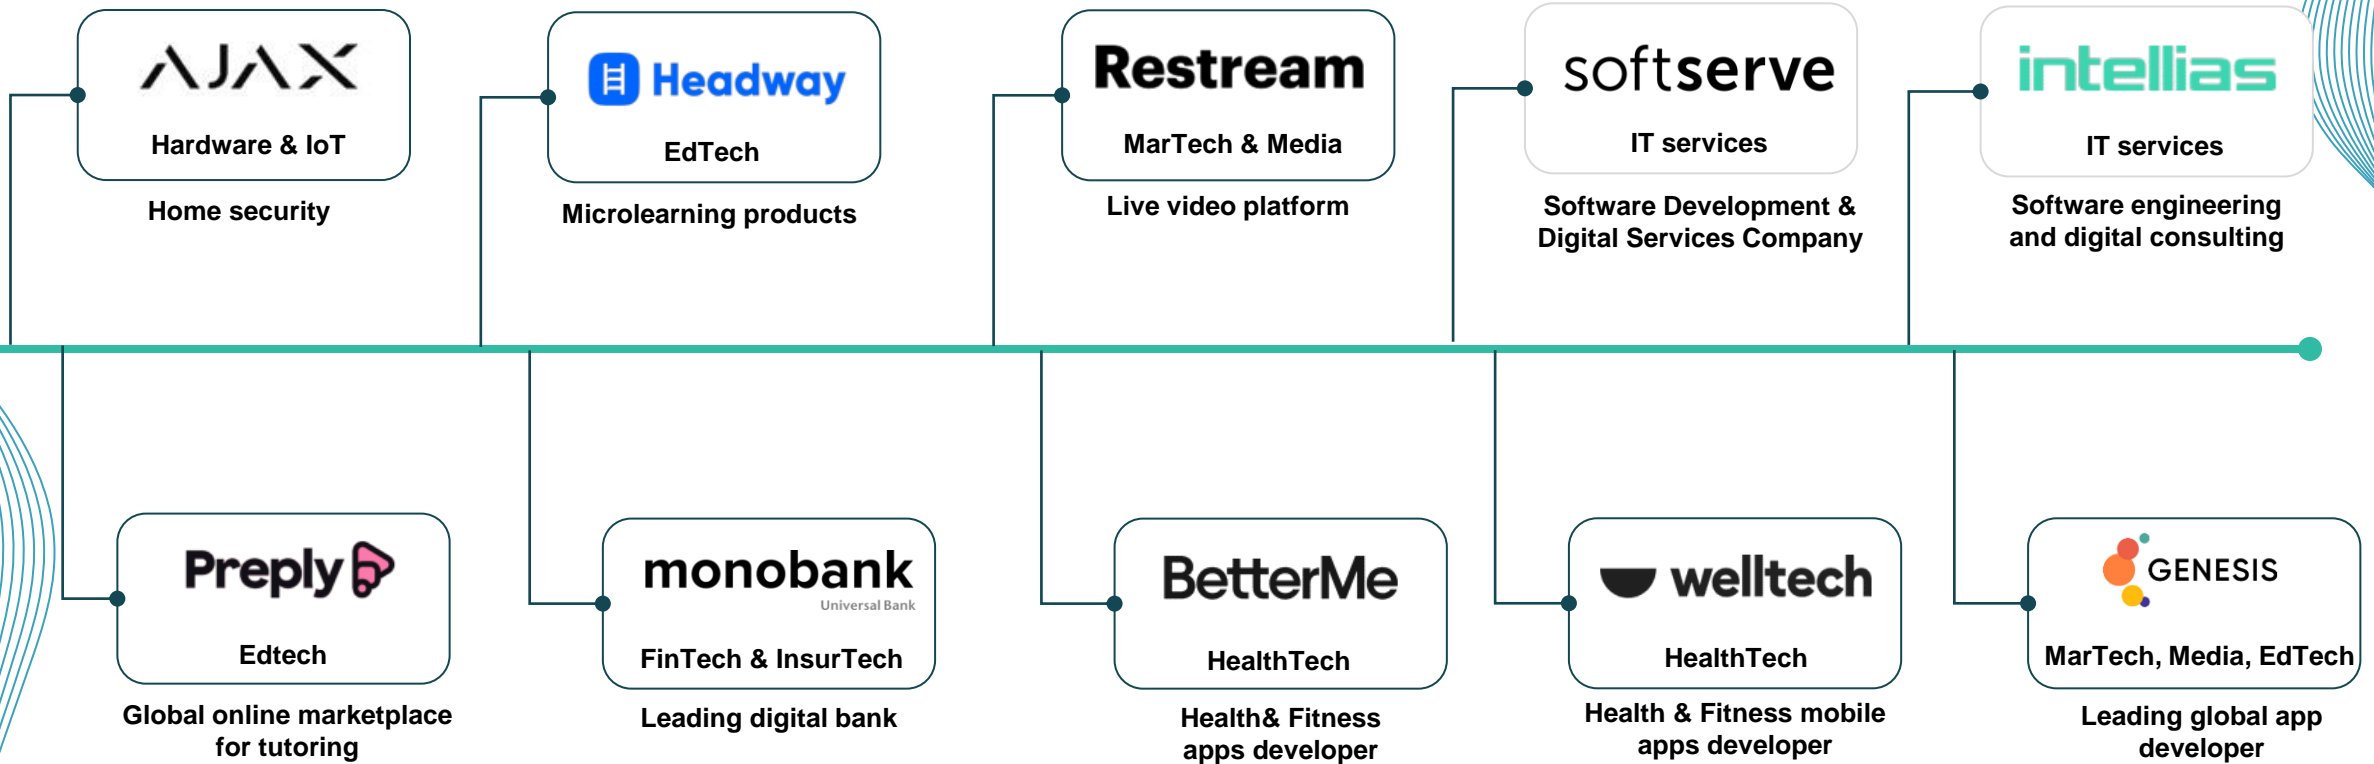 AJAX
Hardware & IoT
Home security
Headway
EdTech
Microlearning products
Restream
MarTech & Media
Live video platform
softserve
IT services
Software Development &
Digital Services Company
intellias
IT services
Software engineering
and digital consulting
Preply
Edtech
Global online marketplace
for tutoring
monobank
Universal Bank
FinTech & InsurTech
Leading digital bank
BetterMe
HealthTech
Health& Fitness
apps developer
welltech
HealthTech
Health & Fitness mobile
apps developer
GENESIS
MarTech, Media, EdTech
Leading global app
developer